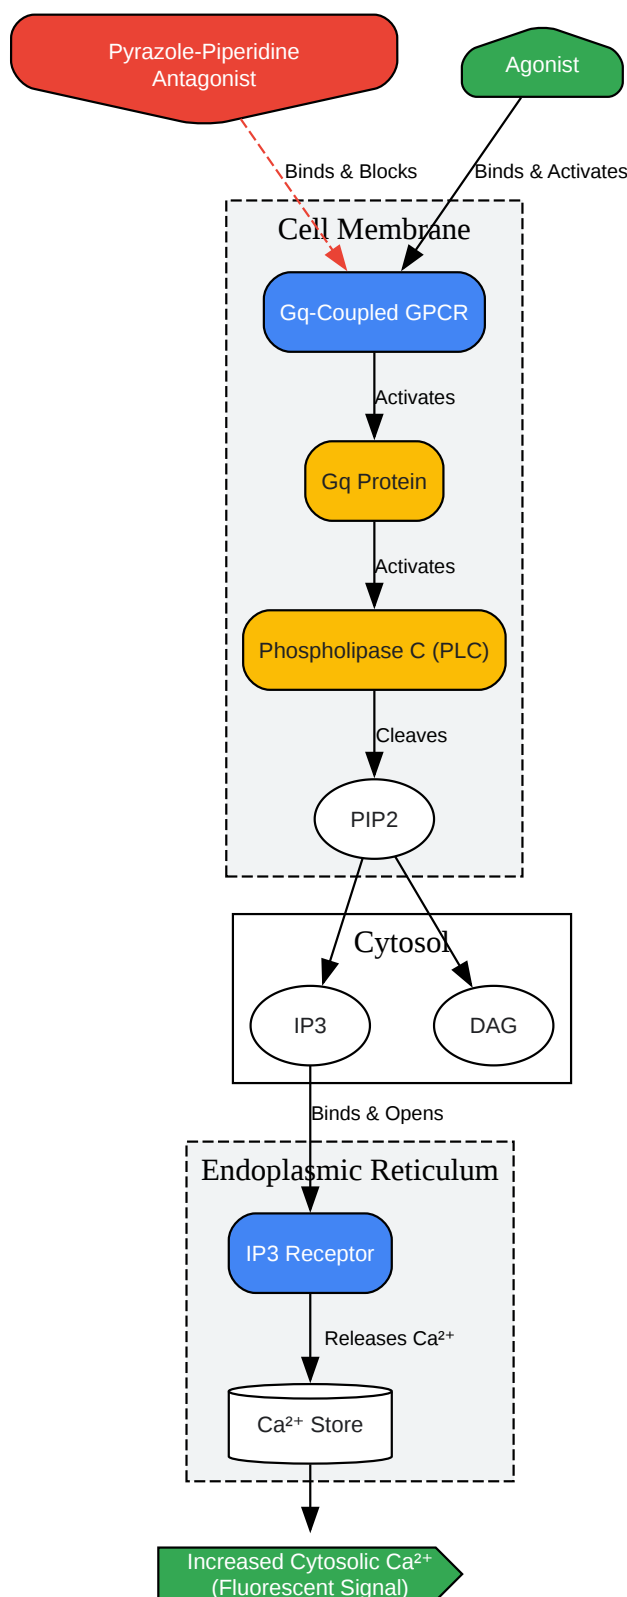 Pyrazole-Piperidine
Antagonist
Agonist
Binds & Blocks
Binds & Activates
Cell Membrane
Gq-Coupled GPCR
Activates
Gq Protein
Activates
Phospholipase C (PLC)
Cleaves
PIP2
Cytosol
IP3
DAG
Binds & Opens
Endoplasmic Reticulum
IP3 Receptor
Releases Ca²⁺
Ca²⁺ Store
Increased Cytosolic Ca²⁺
(Fluorescent Signal)